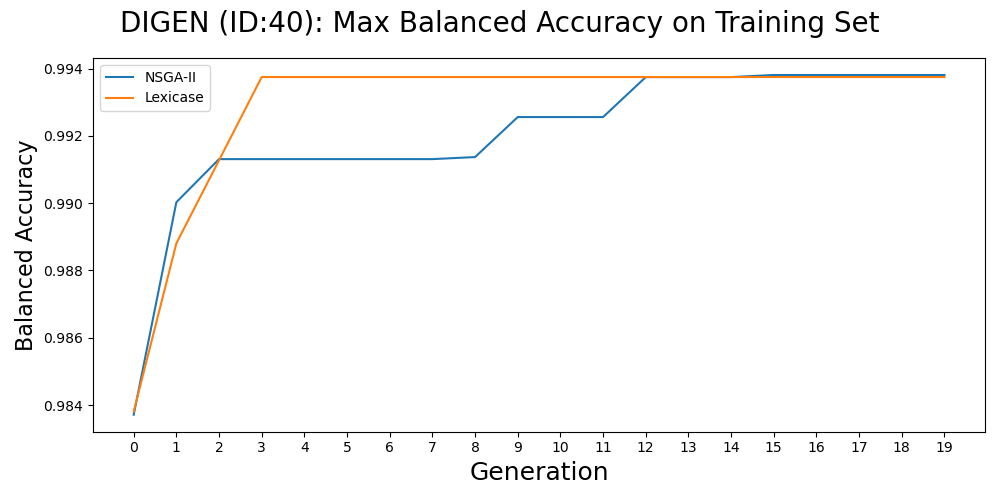 DIGEN (ID:40): Max Balanced Accuracy on Training Set
NSGA-II
Lexicase
Balanced Accuracy
0.994
0.992
0.990
0.988
0.986
0.984
0 1 2 3 4 5 6 7 8 9 10 11 12 13 14 15 16 17 18 19
Generation